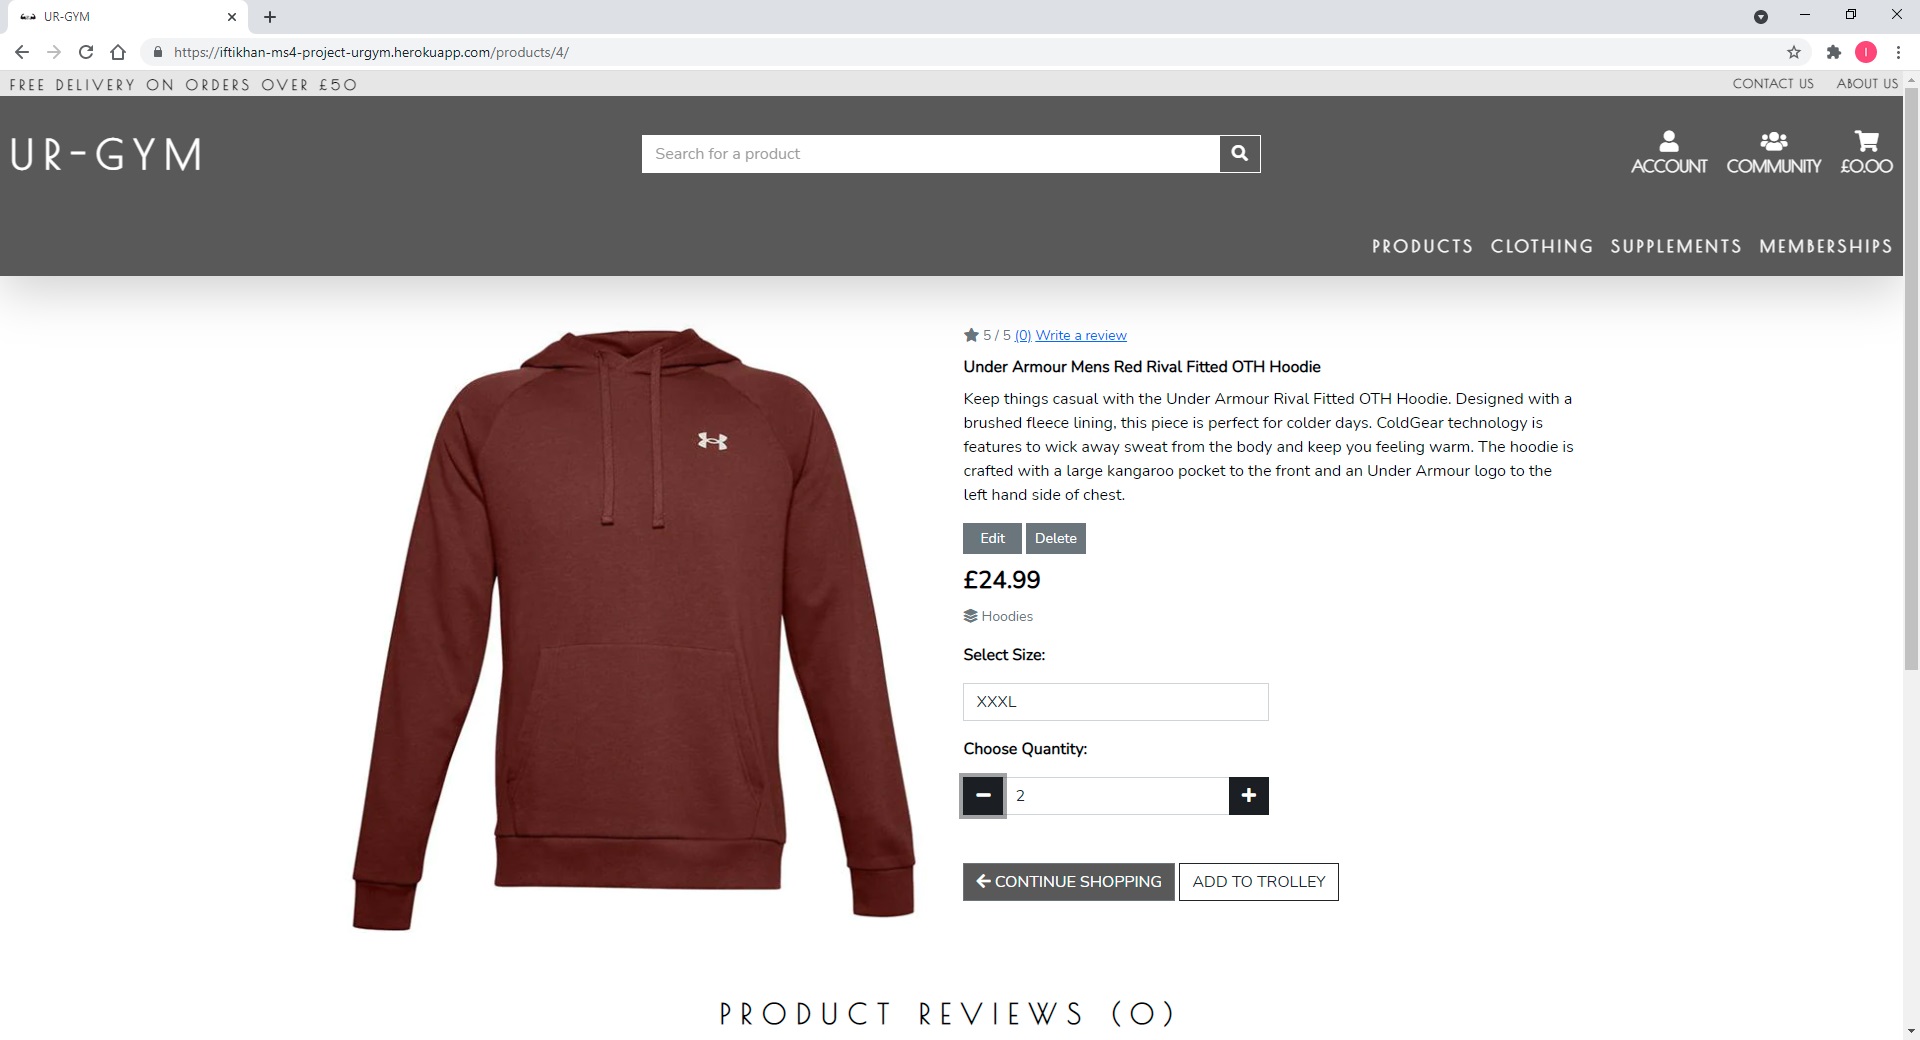 UR-GYM
https://iftikhan-ms4-project-urgym.herokuapp.com/products/4/
I
FREE DELIVERY ON ORDERS OVER £50
CONTACT US
ABOUT US
UR-GYM
Search for a product
ACCOUNT
COMMUNITY
£0.00
PRODUCTS
CLOTHING
SUPPLEMENTS
MEMBERSHIPS
5 / 5 (0) Write a review
Under Armour Mens Red Rival Fitted OTH Hoodie
Keep things casual with the Under Armour Rival Fitted OTH Hoodie. Designed with a
brushed fleece lining, this piece is perfect for colder days. ColdGear technology is
features to wick away sweat from the body and keep you feeling warm. The hoodie is
crafted with a large kangaroo pocket to the front and an Under Armour logo to the
left hand side of chest.
Edit
Delete
£24.99
Hoodies
Select Size:
XXXL
Choose Quantity:
2
CONTINUE SHOPPING
ADD TO TROLLEY
PRODUCT REVIEWS (0)